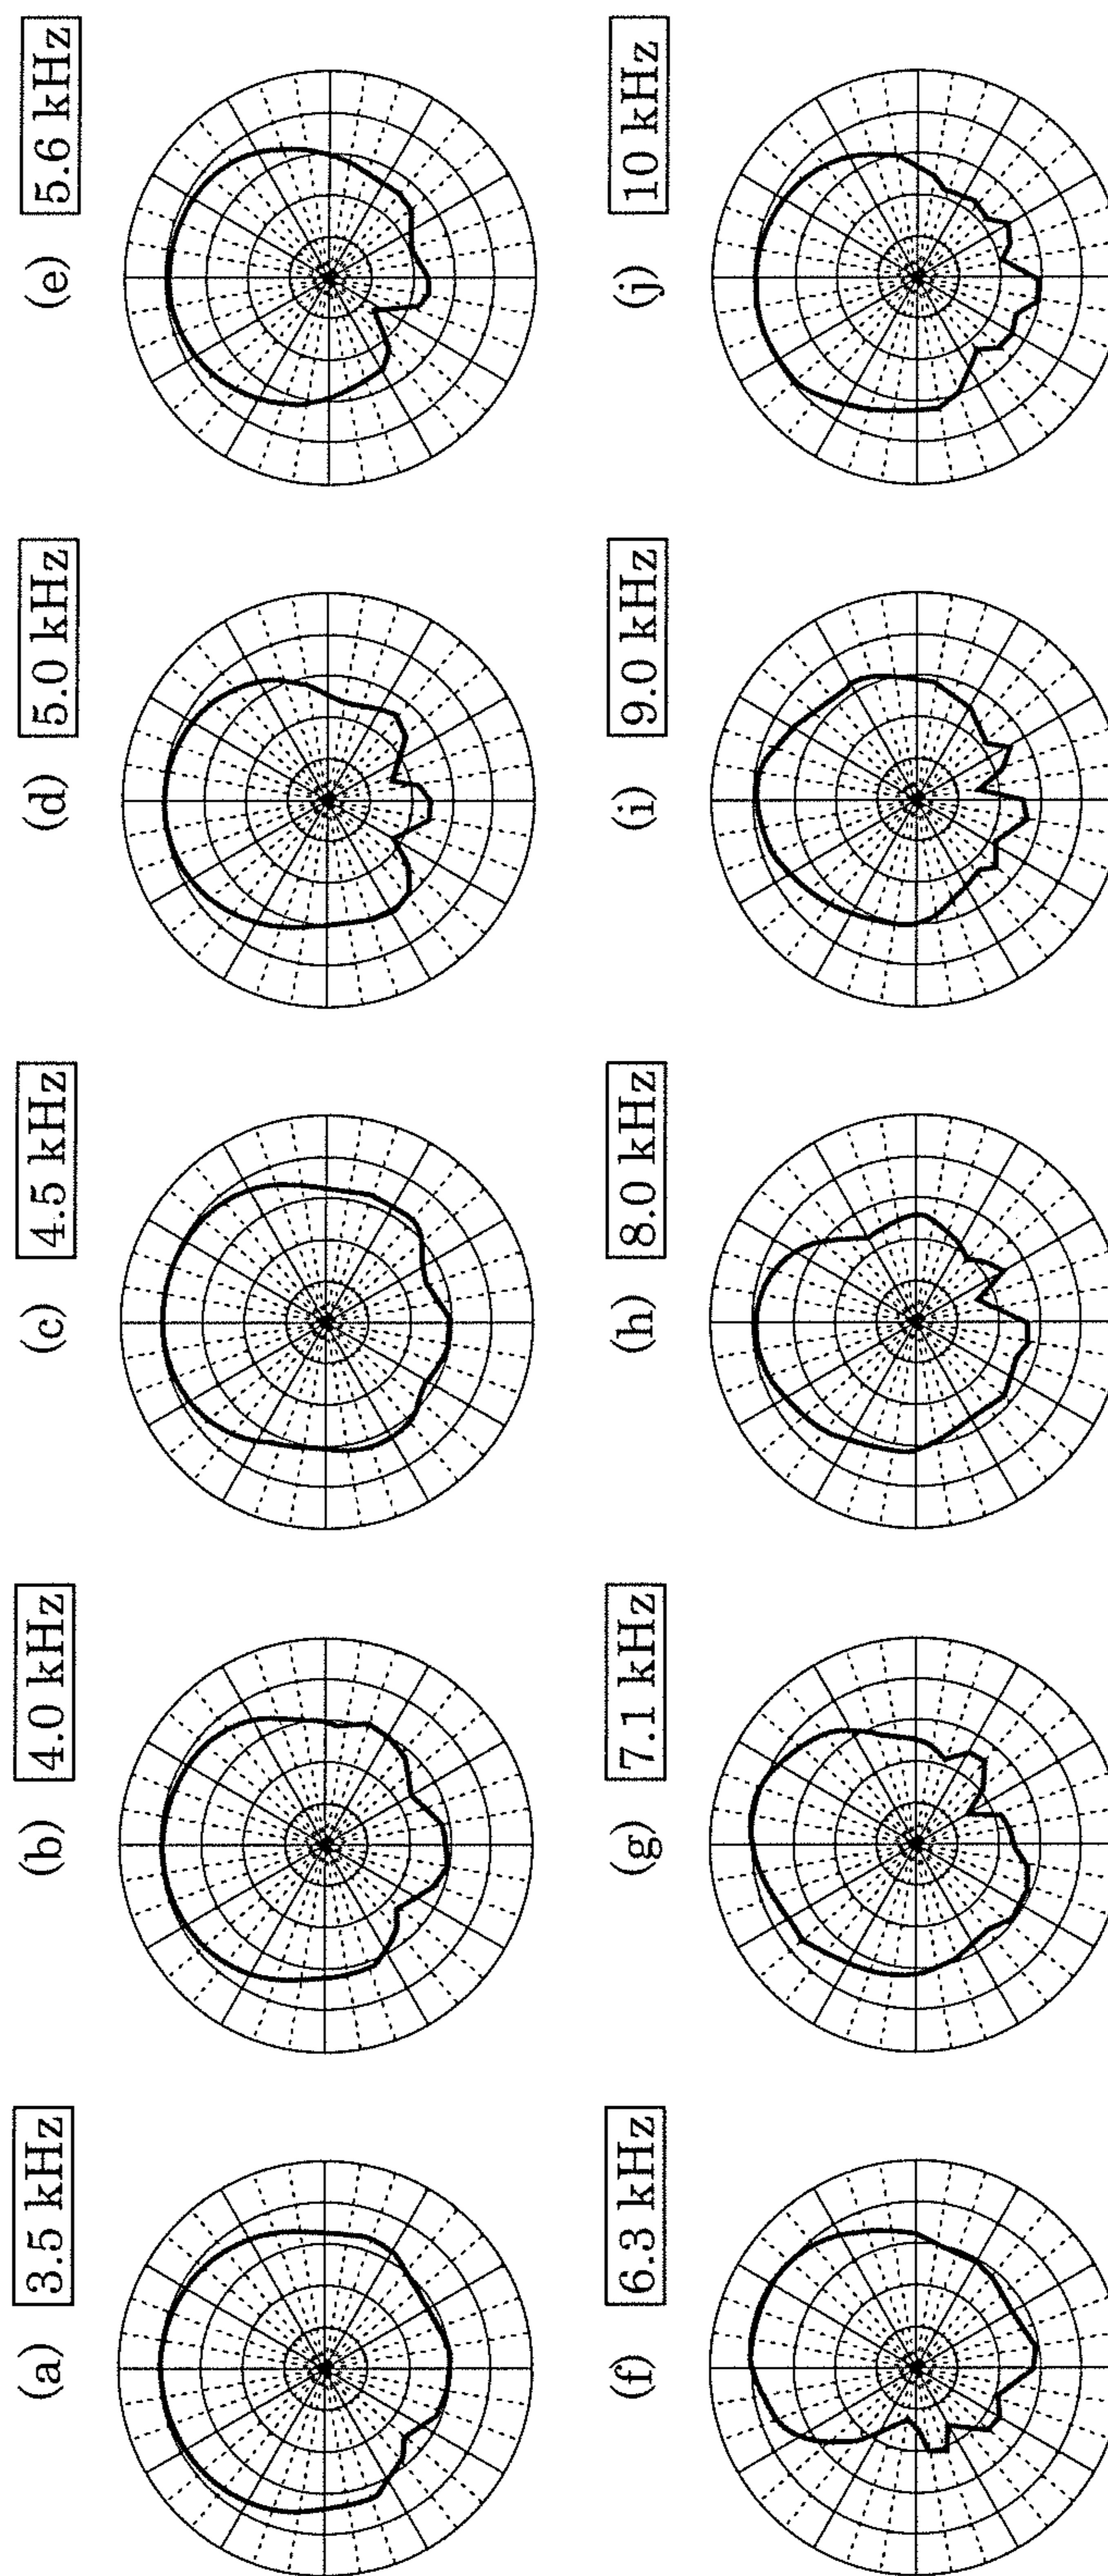 (a) 3.5 kHz
(b) 4.0 kHz
(c) 4.5 kHz
(d) 5.0 kHz
(e) 5.6 kHz
(f) 6.3 kHz
(g) 7.1 kHz
(h) 8.0 kHz
(i) 9.0 kHz
(j) 10 kHz